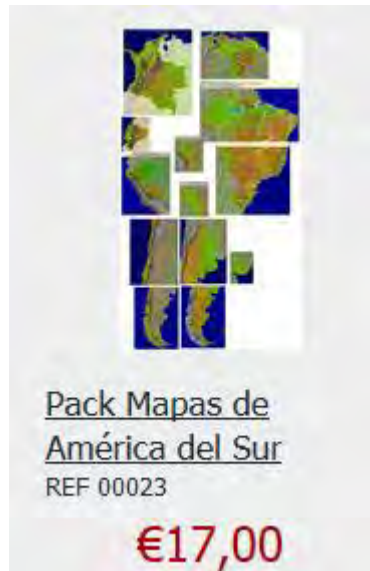 Pack Mapas de
América del Sur
REF 00023
€17,00